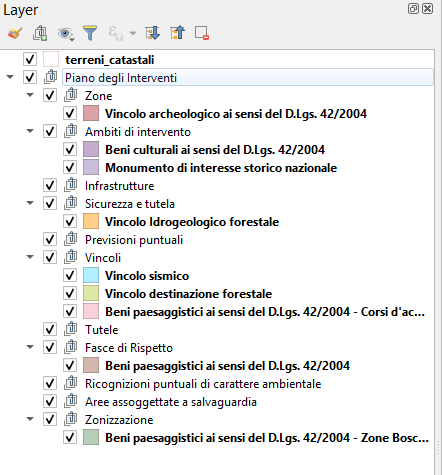 Layer
terreni_catastali
Piano degli Interventi
Zone
Vincolo archeologico ai sensi del D.Lgs. 42/2004
Ambiti di intervento
Beni culturali ai sensi del D.Lgs. 42/2004
Monumento di interesse storico nazionale
Infrastrutture
Sicurezza e tutela
Vincolo Idrogeologico forestale
Previsioni puntuali
Vincoli
Vincolo sismico
Vincolo destinazione forestale
Beni paesaggistici ai sensi del D.Lgs. 42/2004 - Corsi d'ac...
Tutele
Fasce di Rispetto
Beni paesaggistici ai sensi del D.Lgs. 42/2004
Ricognizioni puntuali di carattere ambientale
Aree assoggettate a salvaguardia
Zonizzazione
Beni paesaggistici ai sensi del D.Lgs. 42/2004 - Zone Bosc...